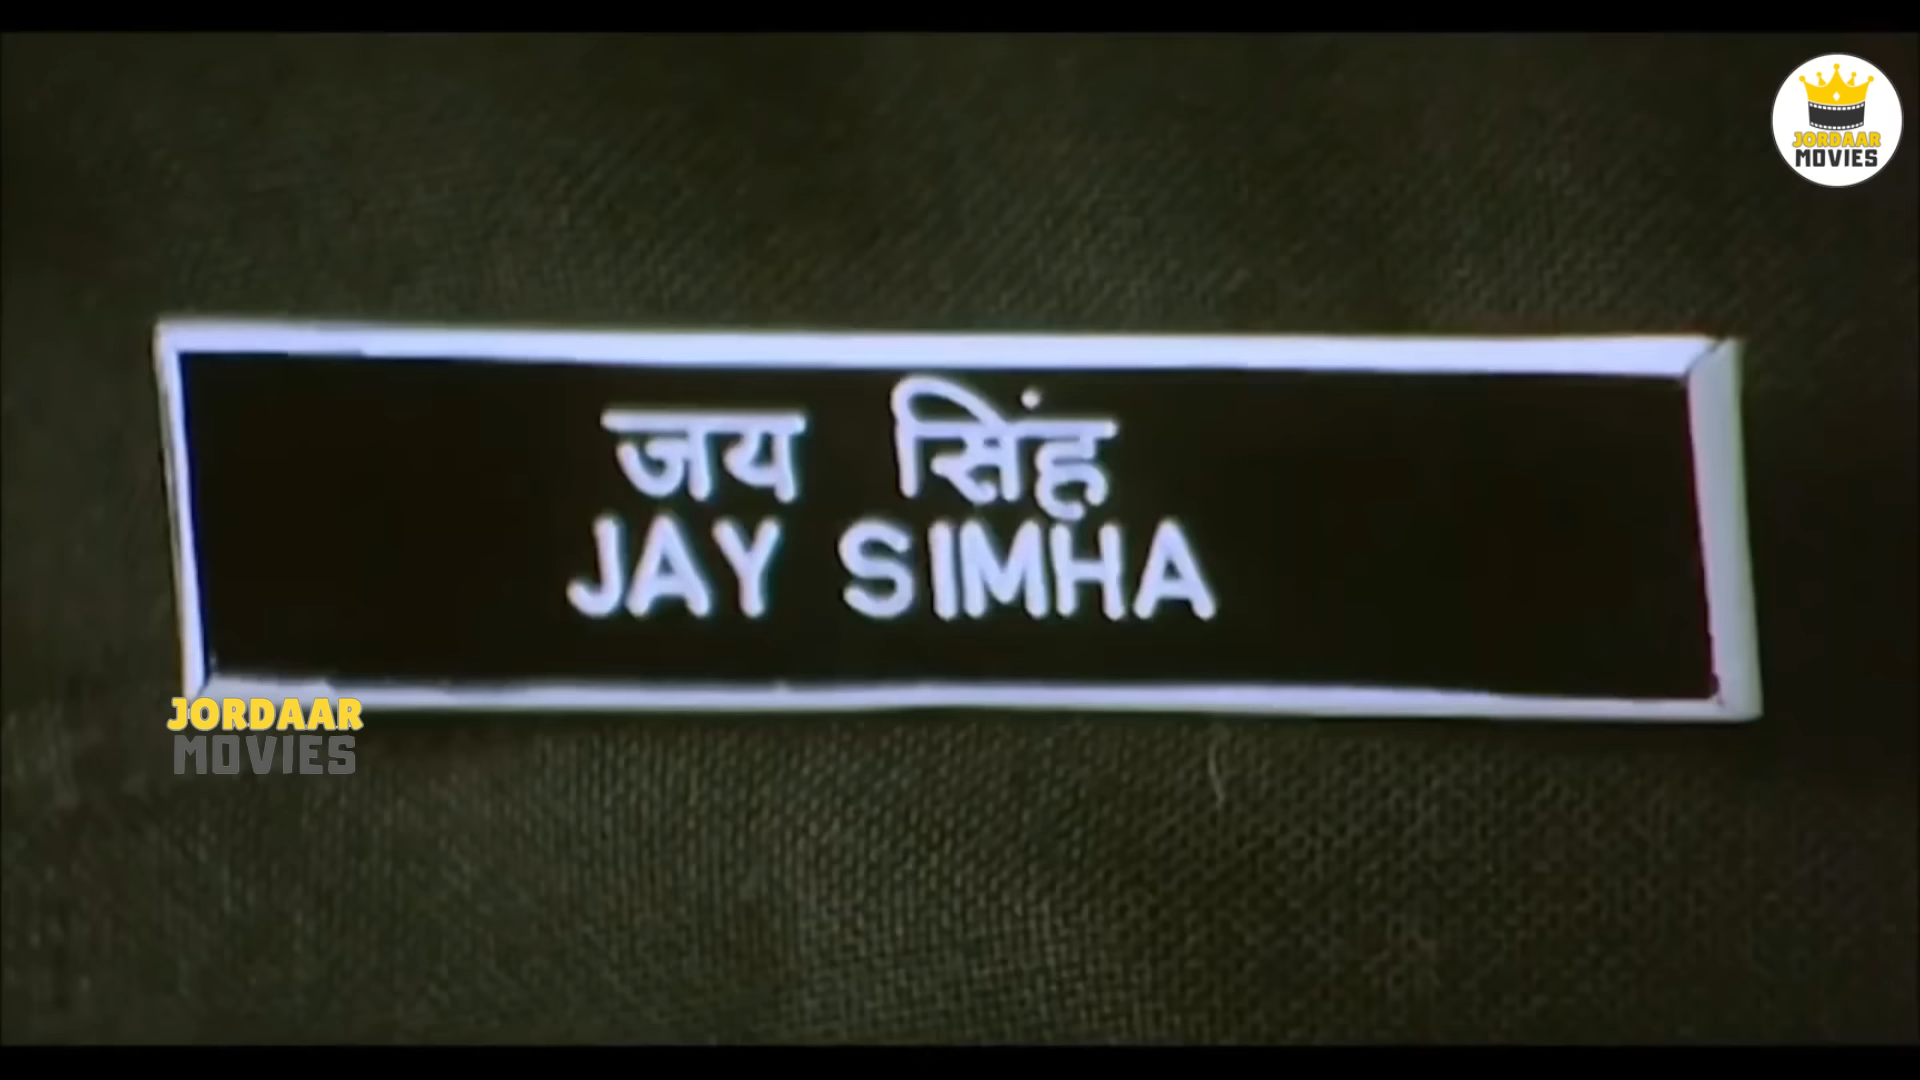 JORDAAR
MOVIES
जय सिंह
JAY SIMHA
JORDAAR
MOVIES